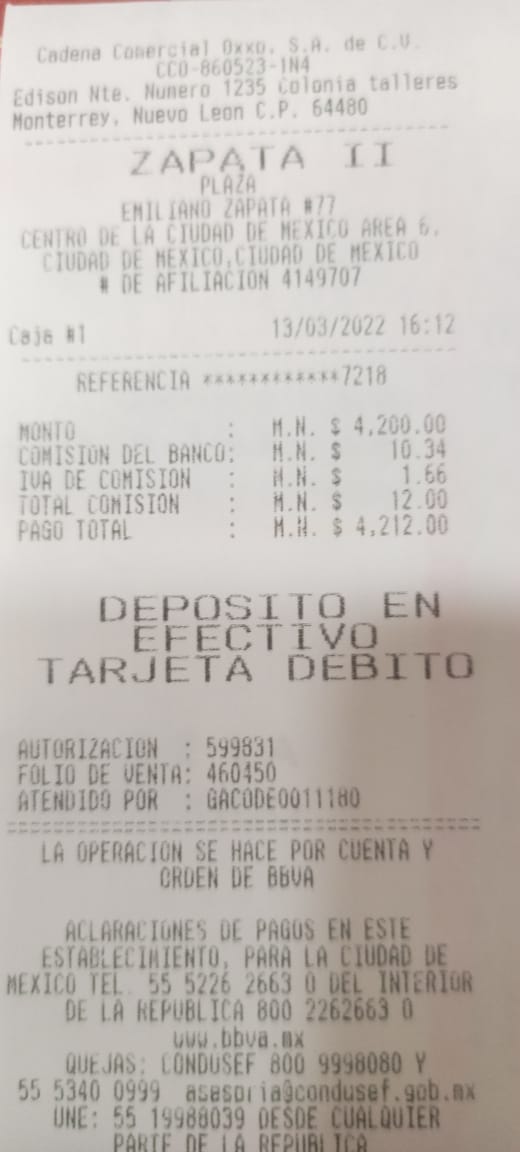 Cadena Comercial Oxxo, S.A. de C.V.
CCO-860523-1N4
Edison Nte. Numero 1235 Colonia talleres
Monterrey, Nuevo Leon C.P. 64480
ZAPATA II
PLAZA
EMILIANO ZAPATA #77
CENTRO DE LA CIUDAD DE MEXICO AREA 6,
CIUDAD DE MEXICO,CIUDAD DE MEXICO
# DE AFILIACION 4149707
Caja #1 13/03/2022 16:12
REFERENCIA ************7218
MONTO : M.N. $ 4,200.00
COMISION DEL BANCO: M.N. $ 10.34
IVA DE COMISION : M.N. $ 1.66
TOTAL COMISION : M.N. $ 12.00
PAGO TOTAL : M.N. $ 4,212.00
DEPOSITO EN
EFECTIVO
TARJETA DEBITO
AUTORIZACION : 599831
FOLIO DE VENTA: 460450
ATENDIDO POR : GACODE0011180
LA OPERACION SE HACE POR CUENTA Y
ORDEN DE BBVA
ACLARACIONES DE PAGOS EN ESTE
ESTABLECIMIENTO, PARA LA CIUDAD DE
MEXICO TEL. 55 5226 2663 O DEL INTERIOR
DE LA REPUBLICA 800 2262663 O
www.bbva.mx
QUEJAS: CONDUSEF 800 9998080 Y
55 5340 0999 asesoria@condusef.gob.mx
UNE: 55 19988039 DESDE CUALQUIER
PARTE DE LA REPUBLICA